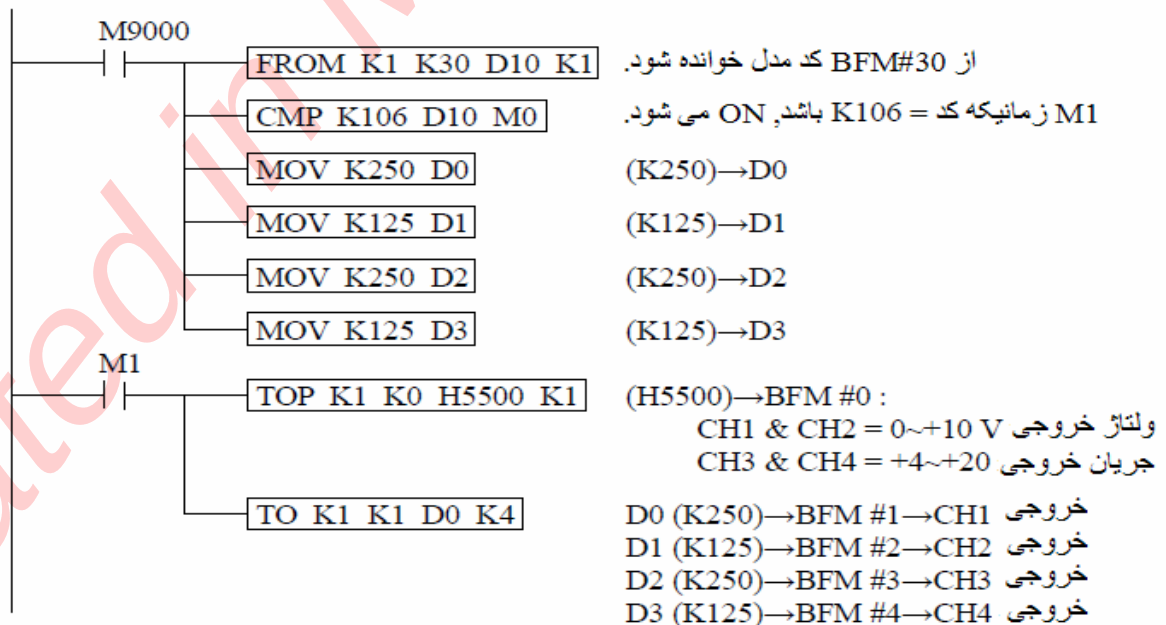 M9000
FROM K1 K30 D10 K1 از BFM#30 کد مدل خوانده شود.
CMP K106 D10 M0 M1 زمانیکه کد = K106 باشد, ON می شود.
MOV K250 D0 (K250)→D0
MOV K125 D1 (K125)→D1
MOV K250 D2 (K250)→D2
MOV K125 D3 (K125)→D3
M1
TOP K1 K0 H5500 K1 (H5500)→BFM #0 :
CH1 & CH2 = 0~+10 V ولتاژ خروجی
CH3 & CH4 = +4~+20 جریان خروجی
TO K1 K1 D0 K4 D0 (K250)→BFM #1→CH1 خروجی
D1 (K125)→BFM #2→CH2 خروجی
D2 (K250)→BFM #3→CH3 خروجی
D3 (K125)→BFM #4→CH4 خروجی
ated in